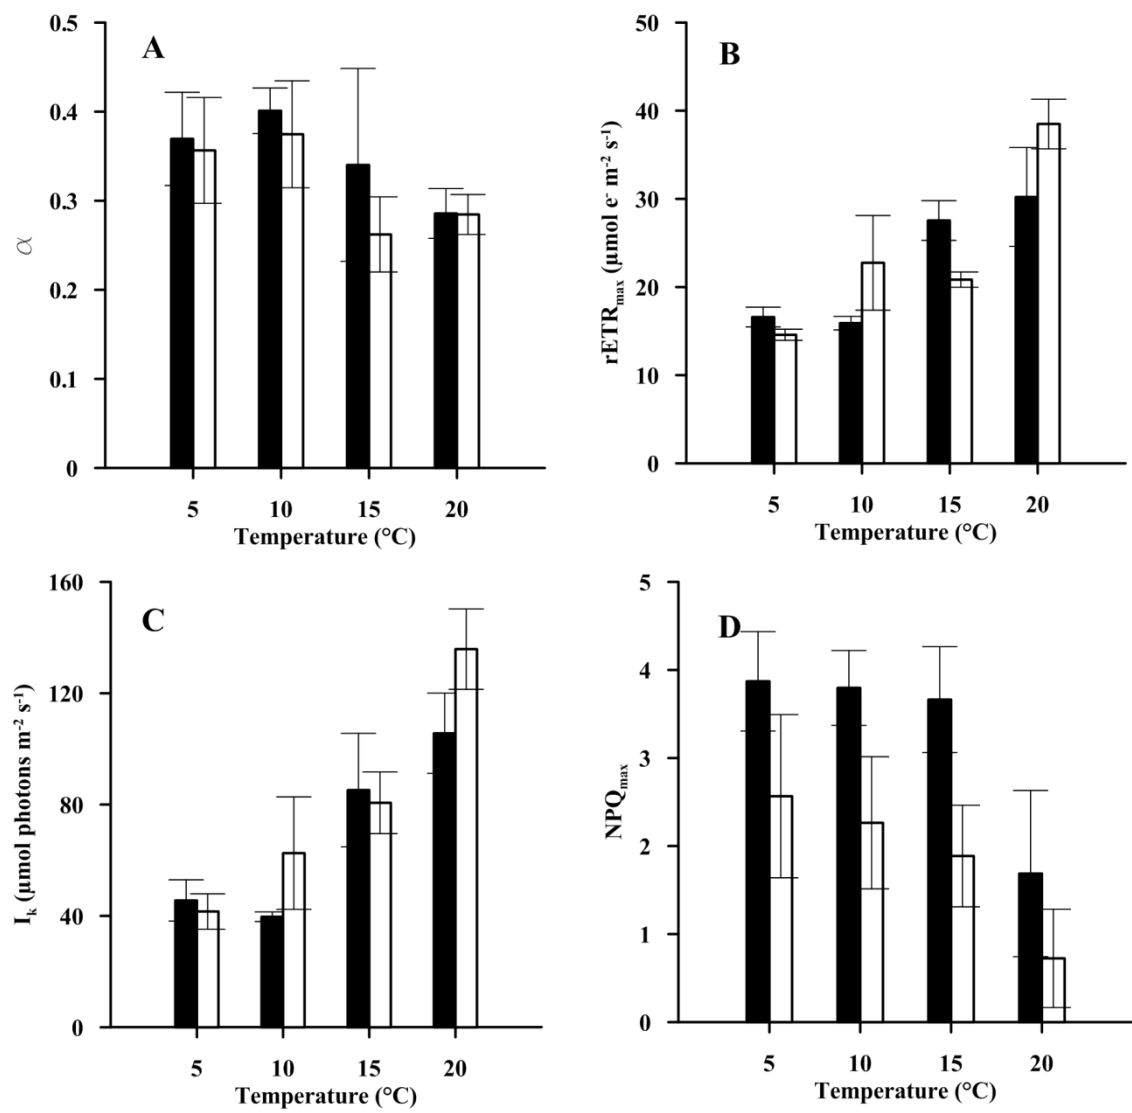 A
0.5
0.4
0.3
0.2
0.1
0
α
5 10 15 20
Temperature (°C)
B
50
40
30
20
10
0
rETRmax (µmol e- m-2 s-1)
5 10 15 20
Temperature (°C)
C
160
120
80
40
0
Ik (µmol photons m-2 s-1)
5 10 15 20
Temperature (°C)
D
5
4
3
2
1
0
NPQmax
5 10 15 20
Temperature (°C)